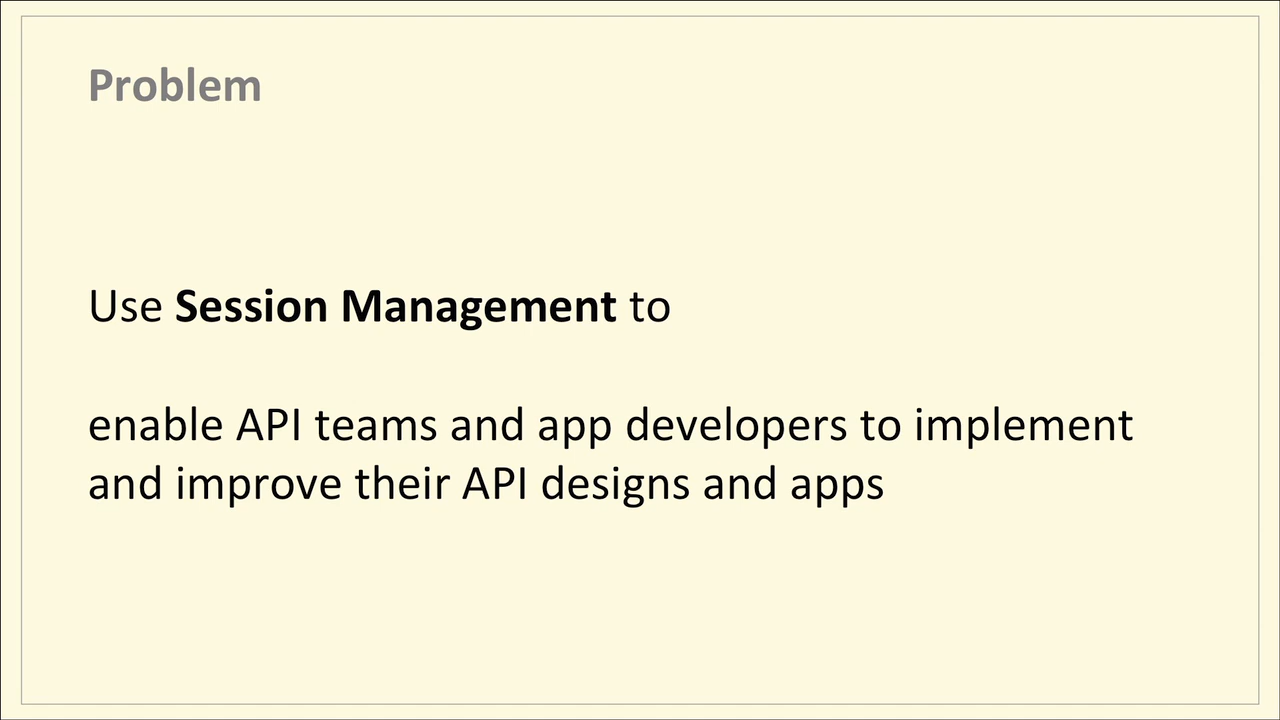 Problem
Use Session Management to
enable API teams and app developers to implement
and improve their API designs and apps